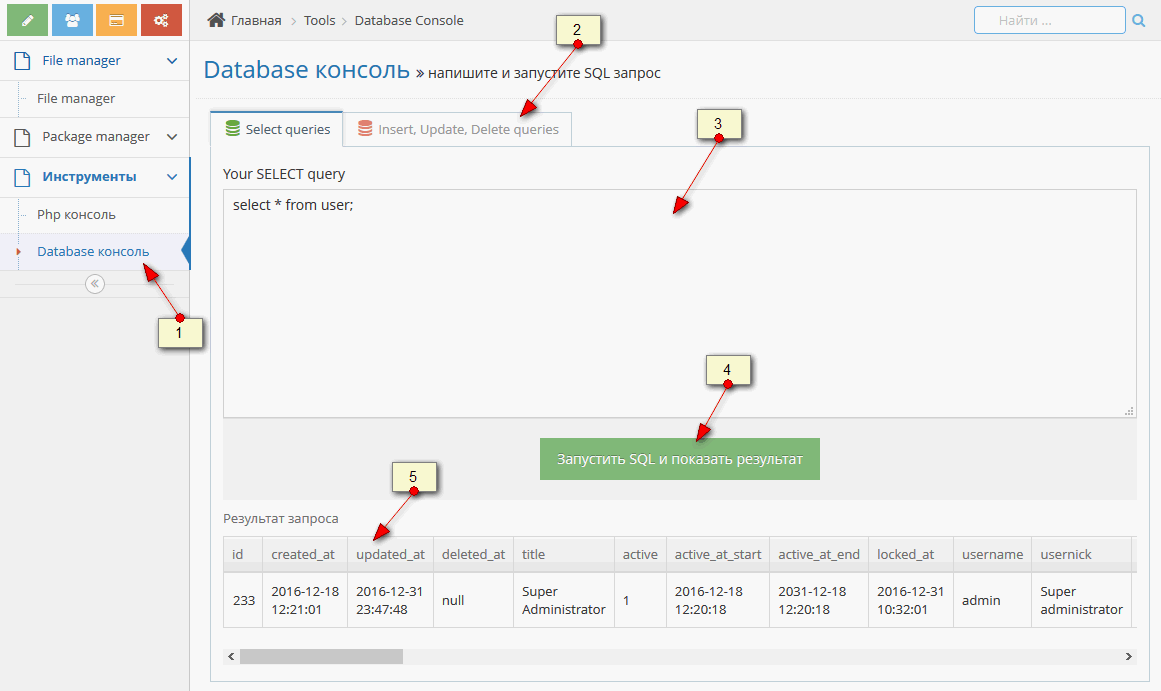 Главная > Tools > Database Console
Найти ...
File manager
File manager
Package manager
Инструменты
Php консоль
Database консоль
1
2
Database консоль » напишите и запустите SQL запрос
Select queries
Insert, Update, Delete queries
3
Your SELECT query
select * from user;
4
Запустить SQL и показать результат
5
Результат запроса
id created_at updated_at deleted_at title active active_at_start active_at_end locked_at username usernick
233 2016-12-18 12:21:01 2016-12-31 23:47:48 null Super Administrator 1 2016-12-18 12:20:18 2031-12-18 12:20:18 2016-12-31 10:32:01 admin Super administrator